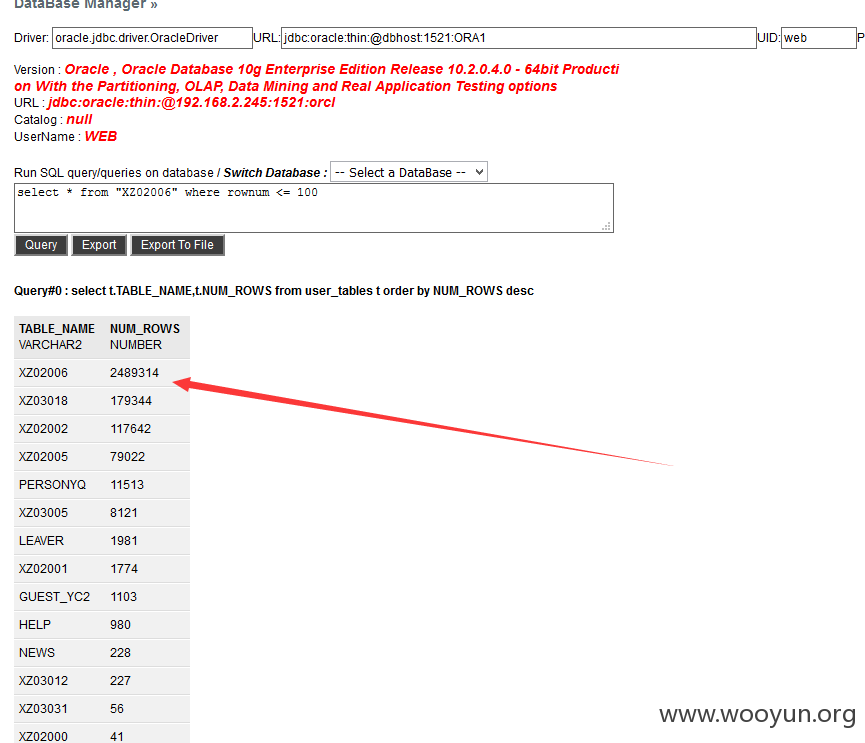 DataBase Manager »
Driver: oracle.jdbc.driver.OracleDriver URL: jdbc:oracle:thin:@dbhost:1521:ORA1 UID: web P
Version : Oracle , Oracle Database 10g Enterprise Edition Release 10.2.0.4.0 - 64bit Producti
on With the Partitioning, OLAP, Data Mining and Real Application Testing options
URL : jdbc:oracle:thin:@192.168.2.245:1521:orcl
Catalog : null
UserName : WEB
Run SQL query/queries on database / Switch Database : -- Select a DataBase --
select * from "XZ02006" where rownum <= 100
Query Export Export To File
Query#0 : select t.TABLE_NAME,t.NUM_ROWS from user_tables t order by NUM_ROWS desc
TABLE_NAME NUM_ROWS
VARCHAR2 NUMBER
XZ02006 2489314
XZ03018 179344
XZ02002 117642
XZ02005 79022
PERSONYQ 11513
XZ03005 8121
LEAVER 1981
XZ02001 1774
GUEST_YC2 1103
HELP 980
NEWS 228
XZ03012 227
XZ03031 56
XZ02000 41
www.wooyun.org